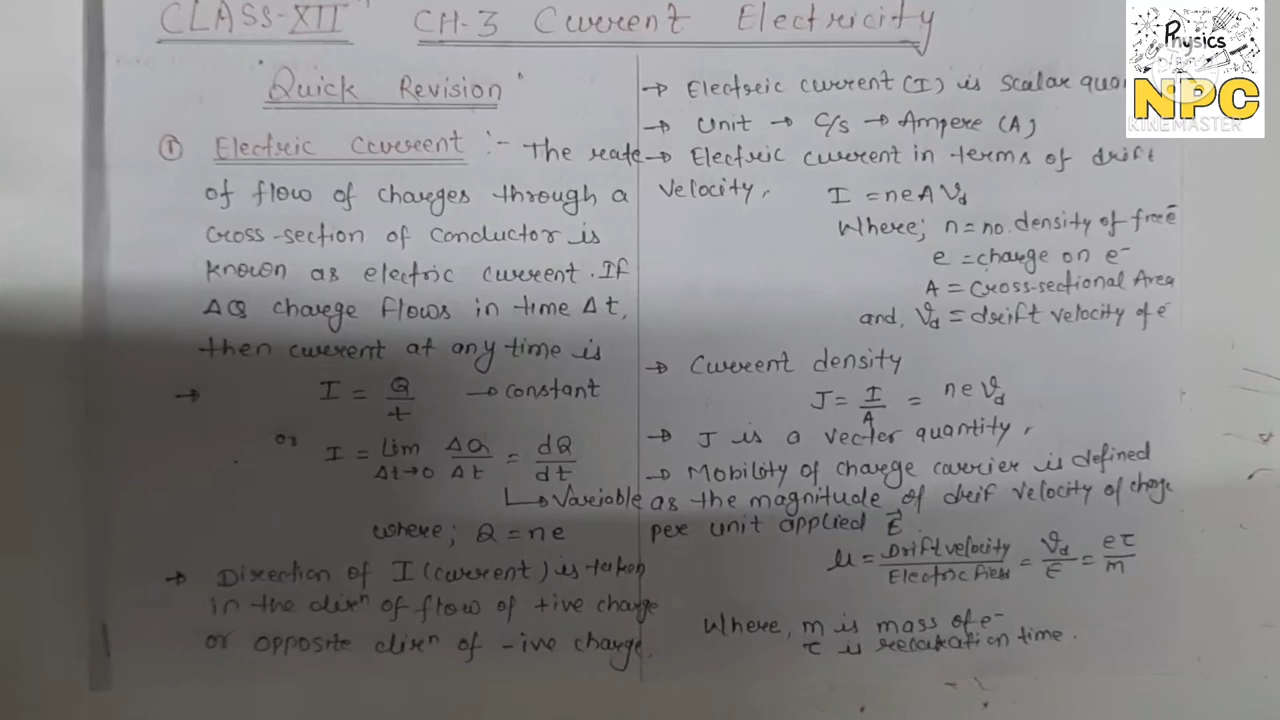 CLASS-XII CH-3 Current Electricity
"Quick Revision"
① Electric Current :- The rate
of flow of charges through a
cross-section of conductor is
known as electric current. If
ΔQ charge flows in time Δt,
then current at any time is
→ I = Q/t → constant
or I = Lim Δt→0 ΔQ/Δt = dQ/dt
↳ Variable
where; Q = ne
→ Direction of I (current) is taken
in the dirⁿ of flow of +ive charge
or opposite dirⁿ of -ive charge.
→ Electric current (I) is scalar
→ Unit → C/s → Ampere (A)
→ Electric current in terms of drift
velocity,
I = neAVd
Where; n = no. density of free e⁻
e = charge on e⁻
A = Cross-sectional Area
and, Vd = drift velocity of e⁻
→ Current density
J = I/A = neVd
→ J is a vector quantity,
→ Mobility of charge carrier is defined
as the magnitude of drif velocity of charge
per unit applied E⃗
μ = Drift velocity/Electric field = Vd/E = eτ/m
Where, m is mass of e⁻
τ is relaxation time.
Physics
NPC
KINEMASTER